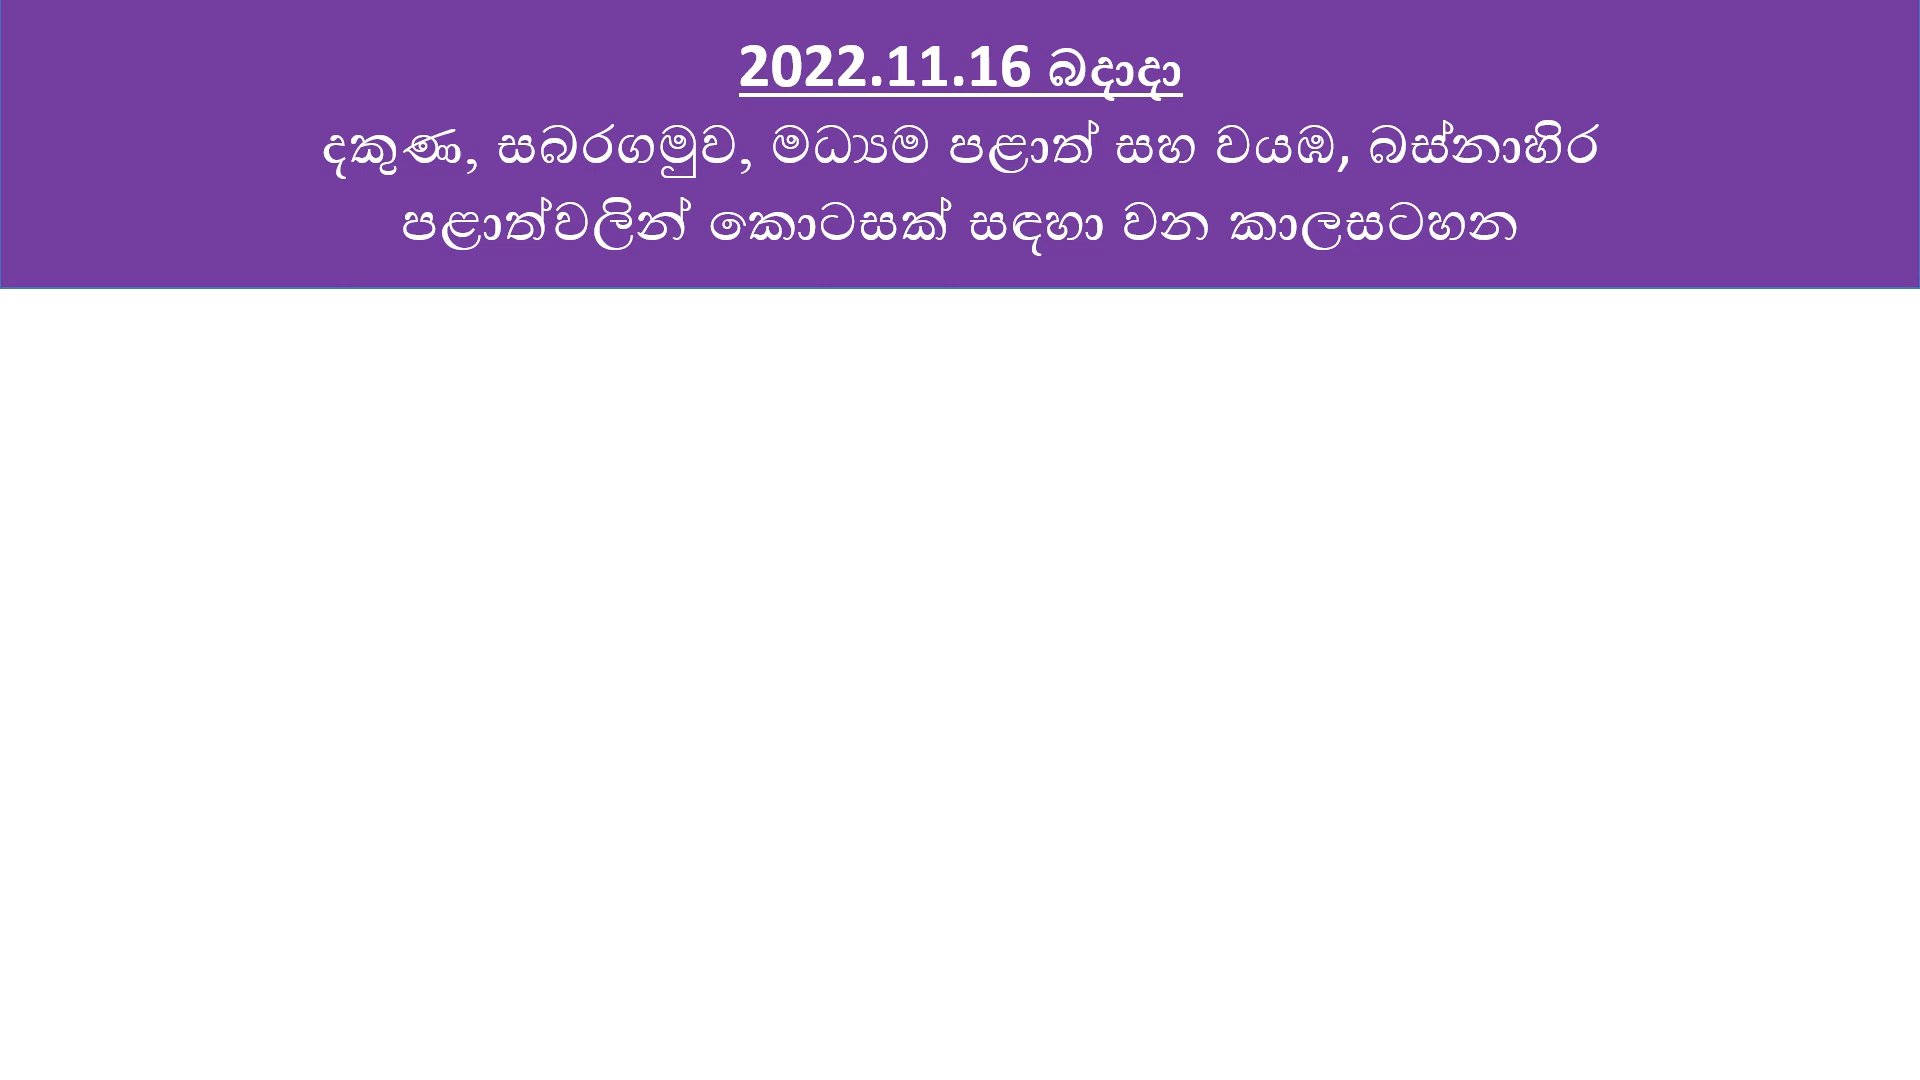 2022.11.16 බදාදා
දකුණ, සබරගමුව, මධ්‍යම පළාත් සහ වයඹ, බස්නාහිර
පළාත්වලින් කොටසක් සඳහා වන කාලසටහන